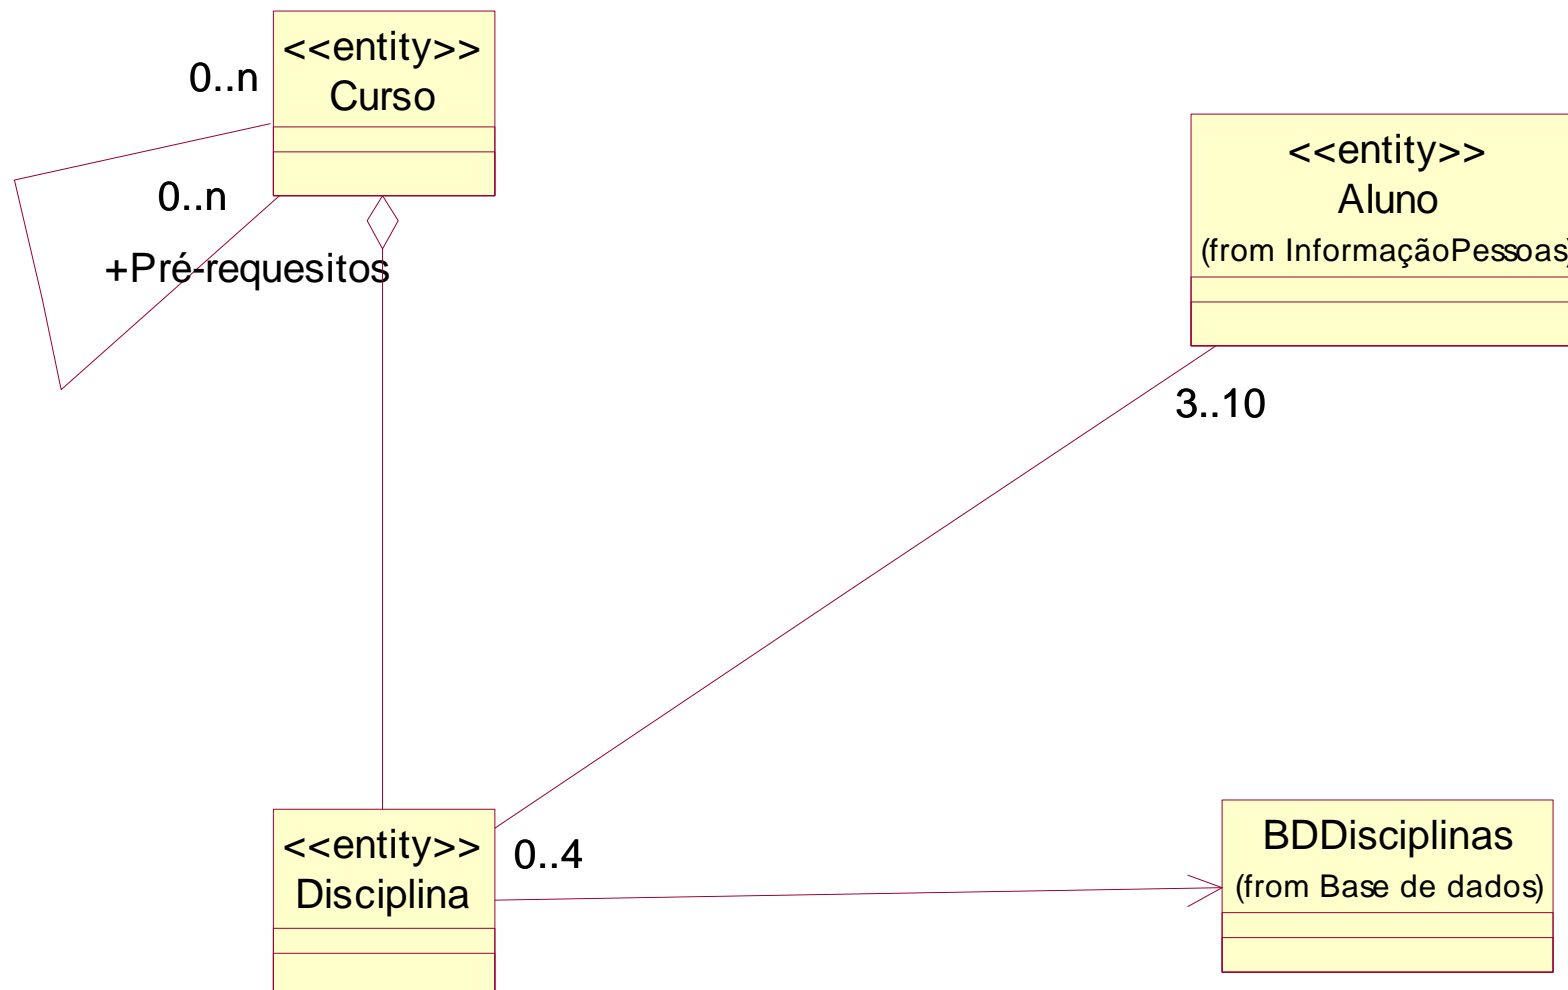 <<entity>>
Curso
0..n
0..n
+Pré-requesitos
<<entity>>
Aluno
(from InformaçãoPessoas)
3..10
<<entity>>
Disciplina
0..4
BDDisciplinas
(from Base de dados)